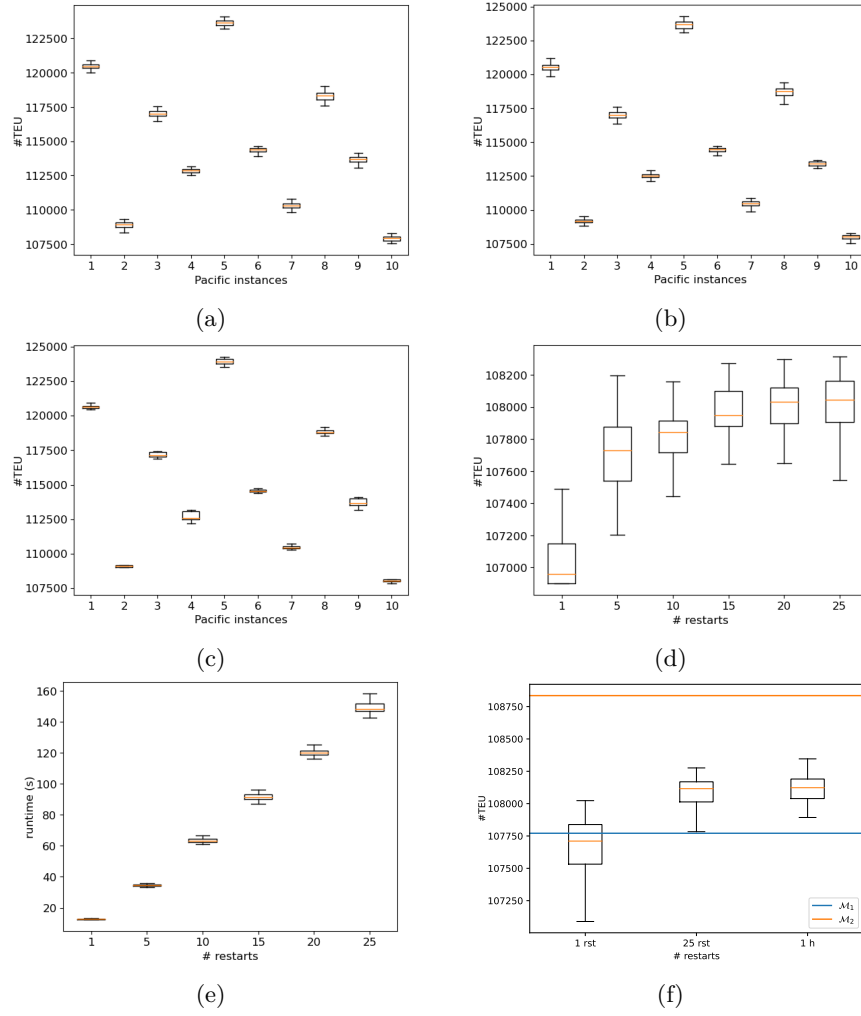 122500
120000
117500
115000
112500
110000
107500
#TEU
1 2 3 4 5 6 7 8 9 10
Pacific instances
(a)
125000
122500
120000
117500
115000
112500
110000
107500
#TEU
1 2 3 4 5 6 7 8 9 10
Pacific instances
(b)
125000
122500
120000
117500
115000
112500
110000
107500
#TEU
1 2 3 4 5 6 7 8 9 10
Pacific instances
(c)
108200
108000
107800
107600
107400
107200
107000
#TEU
1 5 10 15 20 25
# restarts
(d)
160
140
120
100
80
60
40
20
runtime (s)
1 5 10 15 20 25
# restarts
(e)
108750
108500
108250
108000
107750
107500
107250
#TEU
ℳ₁
ℳ₂
1 rst 25 rst 1 h
# restarts
(f)